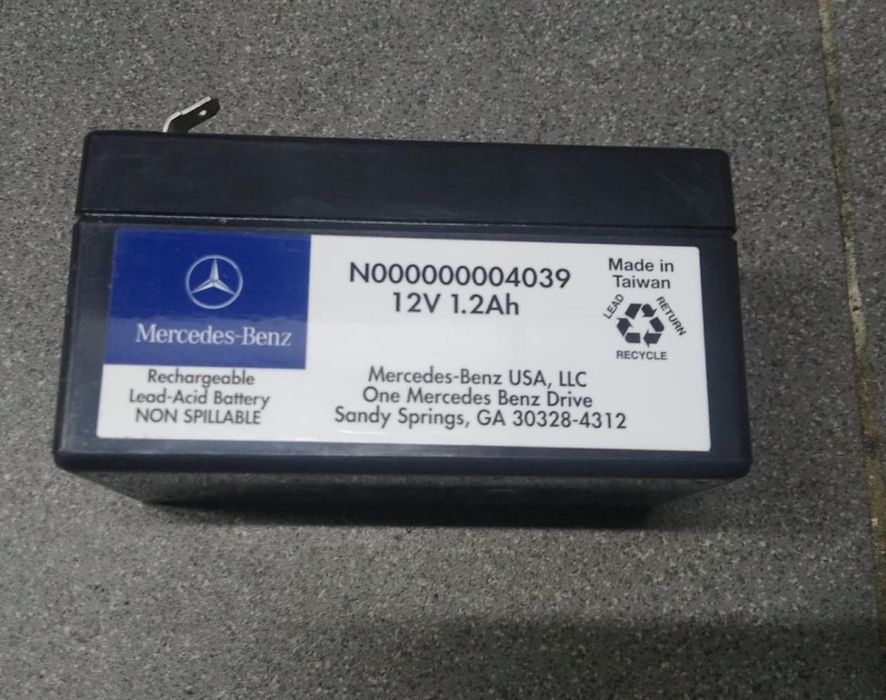 Mercedes-Benz
Rechargeable
Lead-Acid Battery
NON SPILLABLE
N000000004039
12V 1.2Ah
Mercedes-Benz USA, LLC
One Mercedes Benz Drive
Sandy Springs, GA 30328-4312
Made in
Taiwan
LEAD
RETURN
RECYCLE